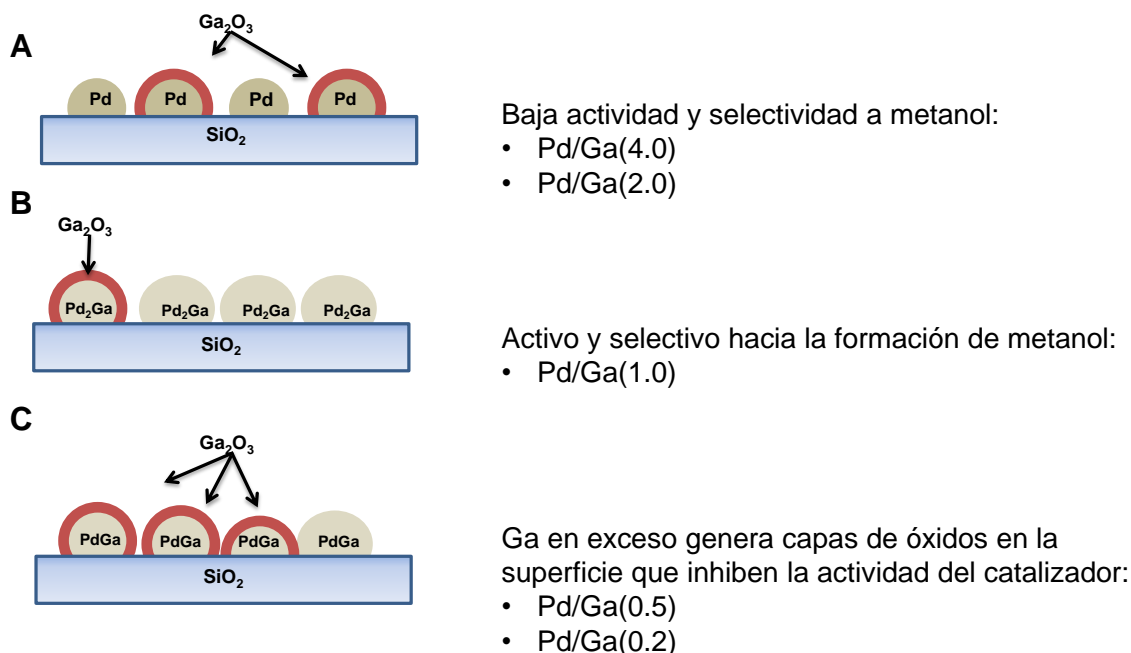 A
Ga₂O₃
Pd Pd Pd Pd
SiO₂
Baja actividad y selectividad a metanol:
• Pd/Ga(4.0)
• Pd/Ga(2.0)
B
Ga₂O₃
Pd₂Ga Pd₂Ga Pd₂Ga Pd₂Ga
SiO₂
Activo y selectivo hacia la formación de metanol:
• Pd/Ga(1.0)
C
Ga₂O₃
PdGa PdGa PdGa PdGa
SiO₂
Ga en exceso genera capas de óxidos en la
superficie que inhiben la actividad del catalizador:
• Pd/Ga(0.5)
• Pd/Ga(0.2)